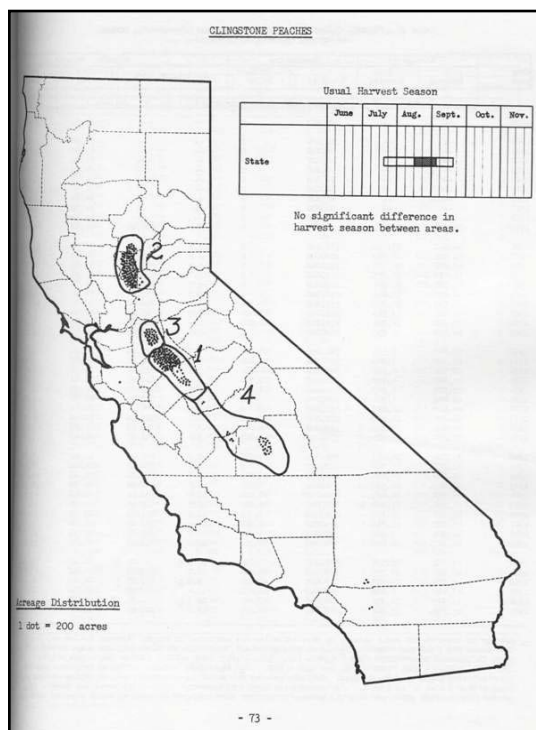 CLINGSTONE PEACHES
Usual Harvest Season
June July Aug. Sept. Oct. Nov.
State
No significant difference in
harvest season between areas.
2
3
1
4
Acreage Distribution
1 dot = 200 acres
- 73 -